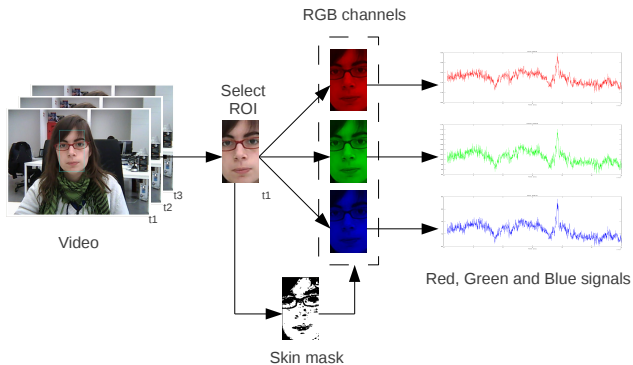 RGB channels
Select
ROI
t3
t2
t1
t1
Video
Red, Green and Blue signals
Skin mask